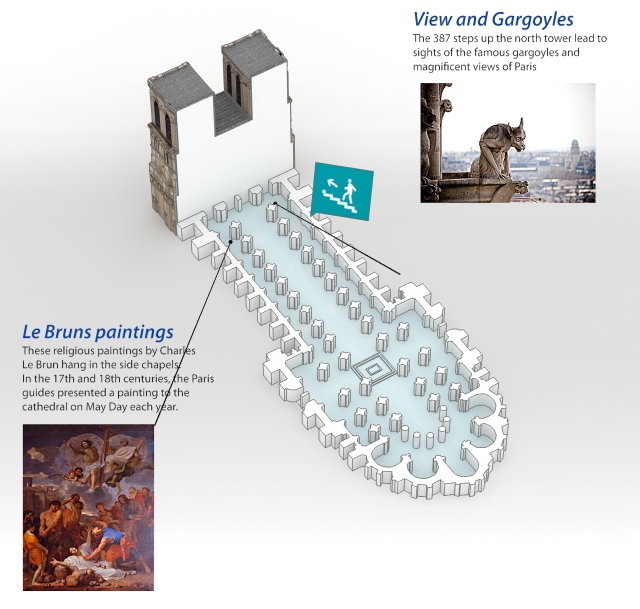 View and Gargoyles
The 387 steps up the north tower lead to
sights of the famous gargoyles and
magnificent views of Paris
Le Bruns paintings
These religious paintings by Charles
Le Brun hang in the side chapels.
In the 17th and 18th centuries, the Paris
guides presented a painting to the
cathedral on May Day each year.